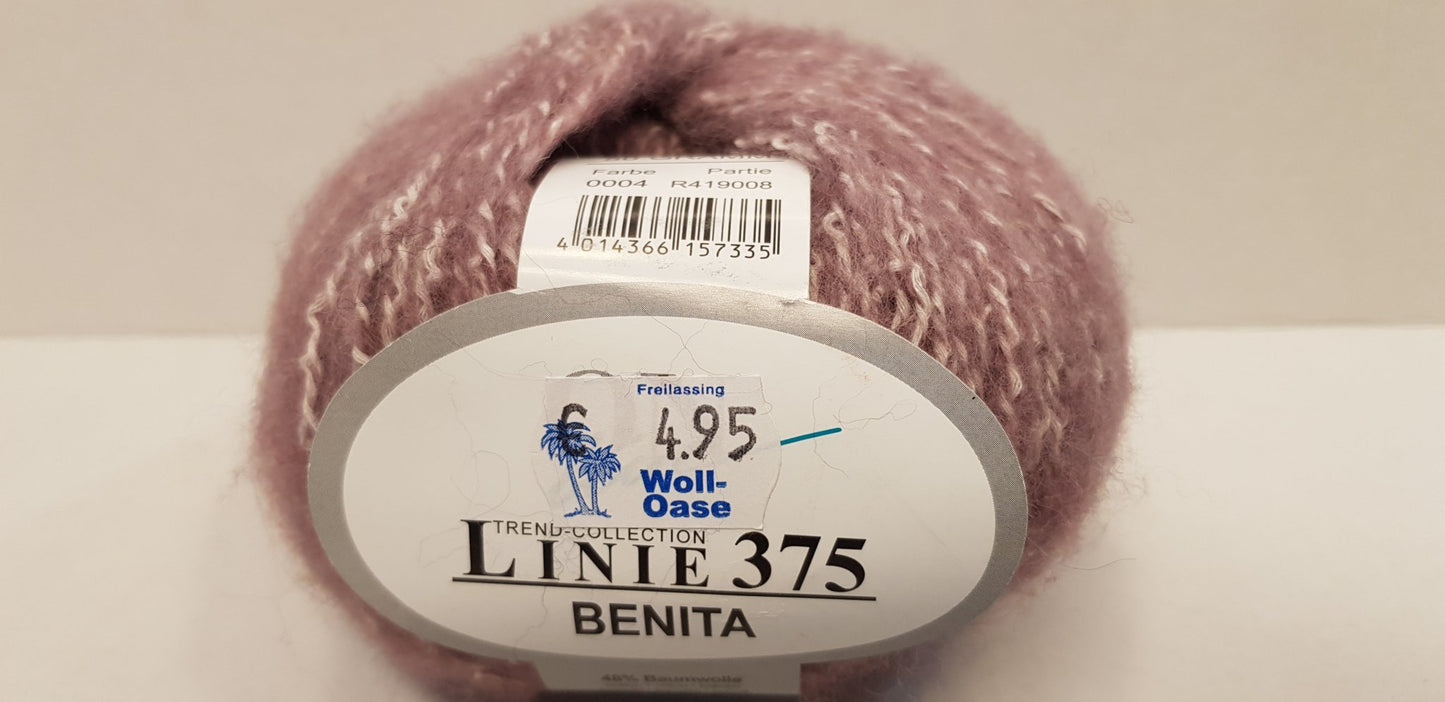 Farbe Partie
0004 R419008
4 014366 157335
Freilassing
€ 4.95
Woll-
Oase
TREND-COLLECTION
LINIE 375
BENITA
48% Baumwolle